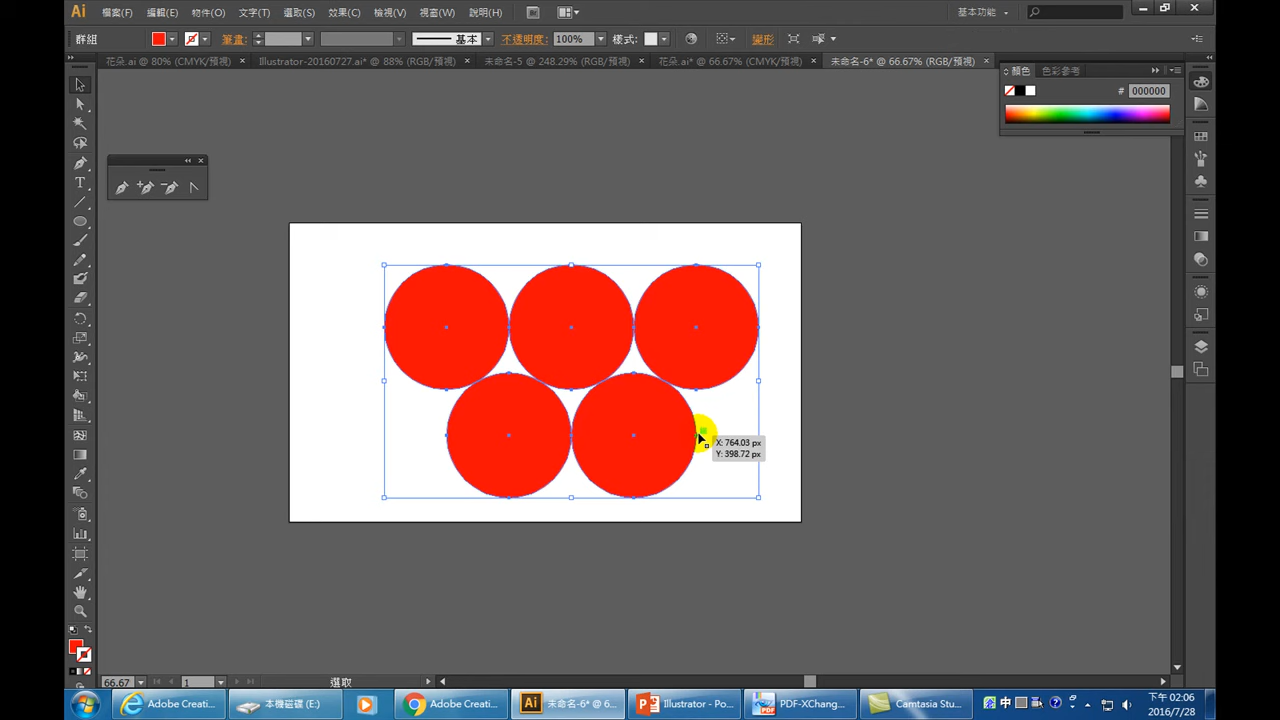 Ai 檔案(F) 編輯(E) 物件(O) 文字(T) 選取(S) 效果(C) 檢視(V) 視窗(W) 說明(H) Br 基本功能
群組 筆畫: 基本 不透明度: 100% 樣式: 變形
花朵.ai @ 80% (CMYK/預視) × Illustrator-20160727.ai* @ 88% (RGB/預視) × 未命名-5 @ 248.29% (RGB/預視) × 花朵.ai* @ 66.67% (CMYK/預視) × 未命名-6* @ 66.67% (RGB/預視) ×
顏色 色彩參考
# 000000
X: 764.03 px
Y: 398.72 px
66.67 1 選取
Adobe Creati... 本機磁碟 (E:) Adobe Creati... Ai 未命名-6* @ 6... Illustrator - Po... PDF-XChang... Camtasia Stu... 中 下午 02:06
2016/7/28